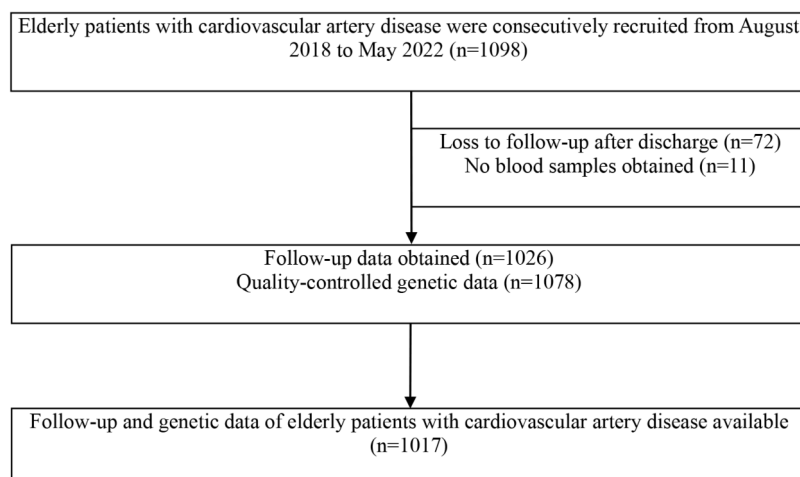 Elderly patients with cardiovascular artery disease were consecutively recruited from August
2018 to May 2022 (n=1098)
Loss to follow-up after discharge (n=72)
No blood samples obtained (n=11)
Follow-up data obtained (n=1026)
Quality-controlled genetic data (n=1078)
Follow-up and genetic data of elderly patients with cardiovascular artery disease available
(n=1017)